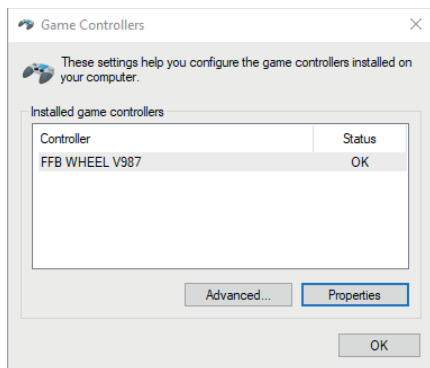 Game Controllers
These settings help you configure the game controllers installed on
your computer.
Installed game controllers
Controller Status
FFB WHEEL V987 OK
Advanced... Properties
OK